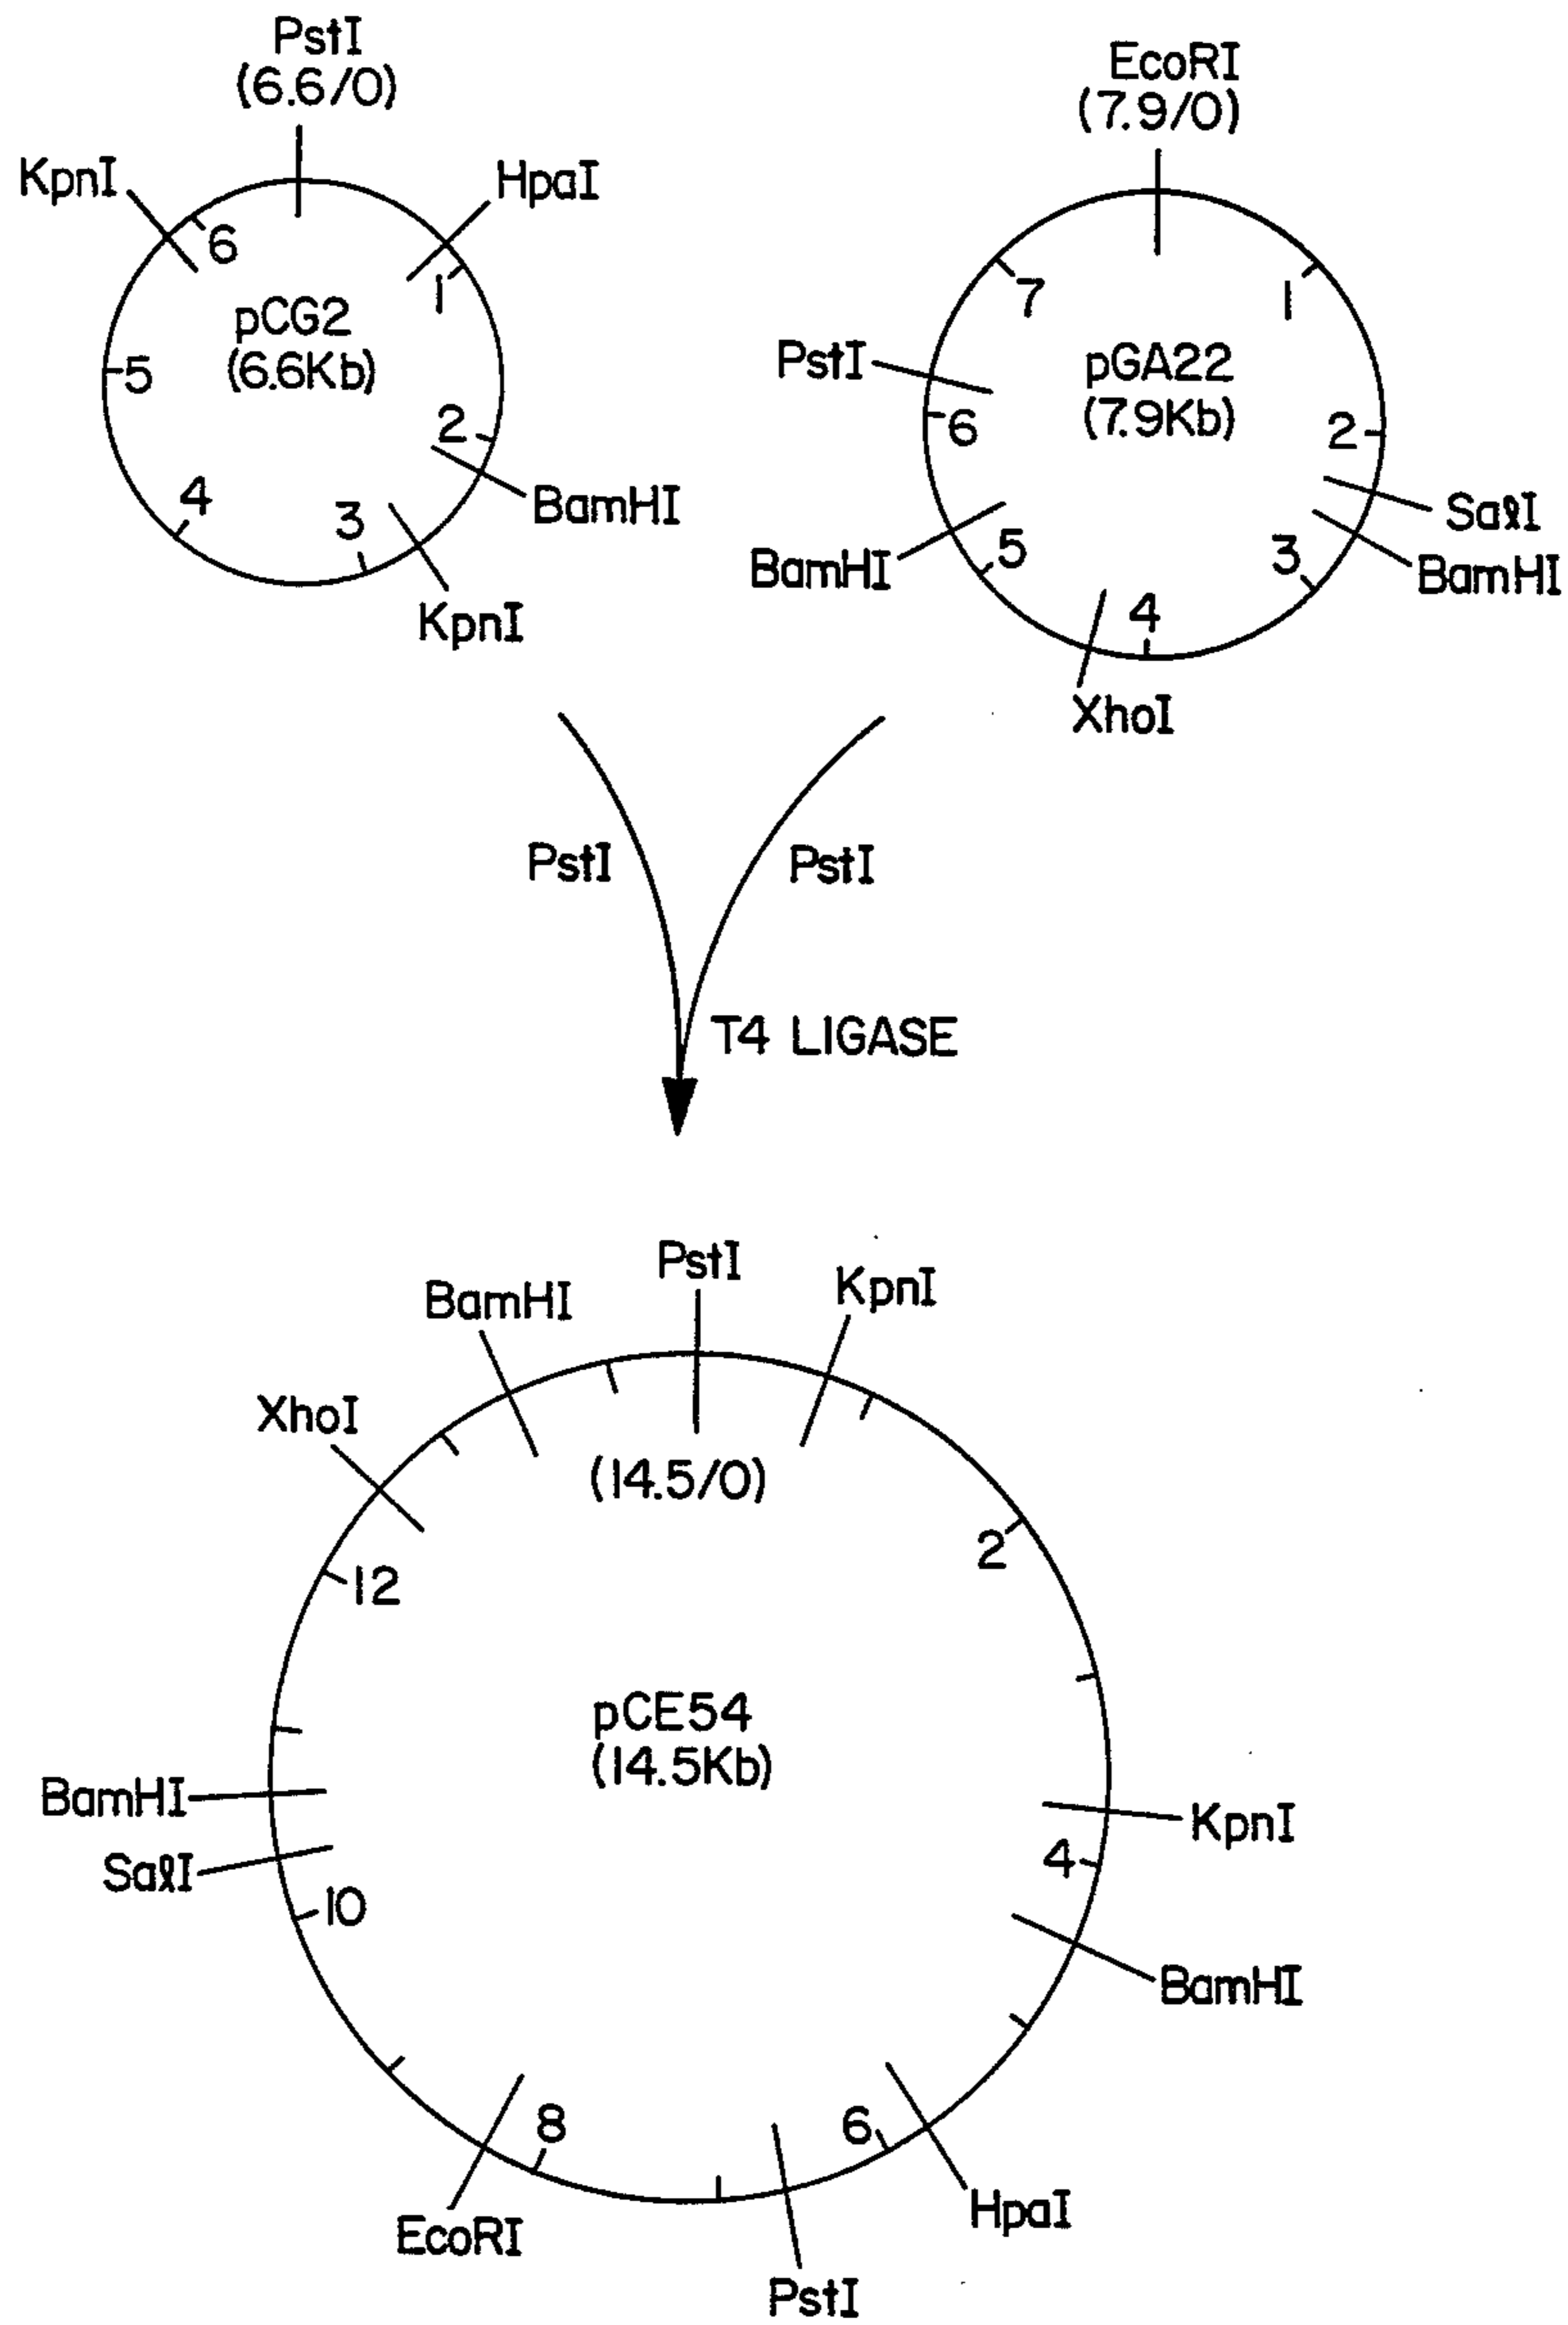 PstI
(6.6/0)
KpnI
HpaI
6
1
pCG2
(6.6Kb)
5
2
BamHI
4
3
KpnI
EcoRI
(7.9/0)
7
1
PstI
pGA22
(7.9Kb)
6
2
SalI
BamHI
5
3
BamHI
4
XhoI
PstI
PstI
T4 LIGASE
PstI
KpnI
BamHI
XhoI
(14.5/0)
2
12
pCE54
(14.5Kb)
BamHI
KpnI
SalI
4
10
BamHI
8
6
EcoRI
HpaI
PstI